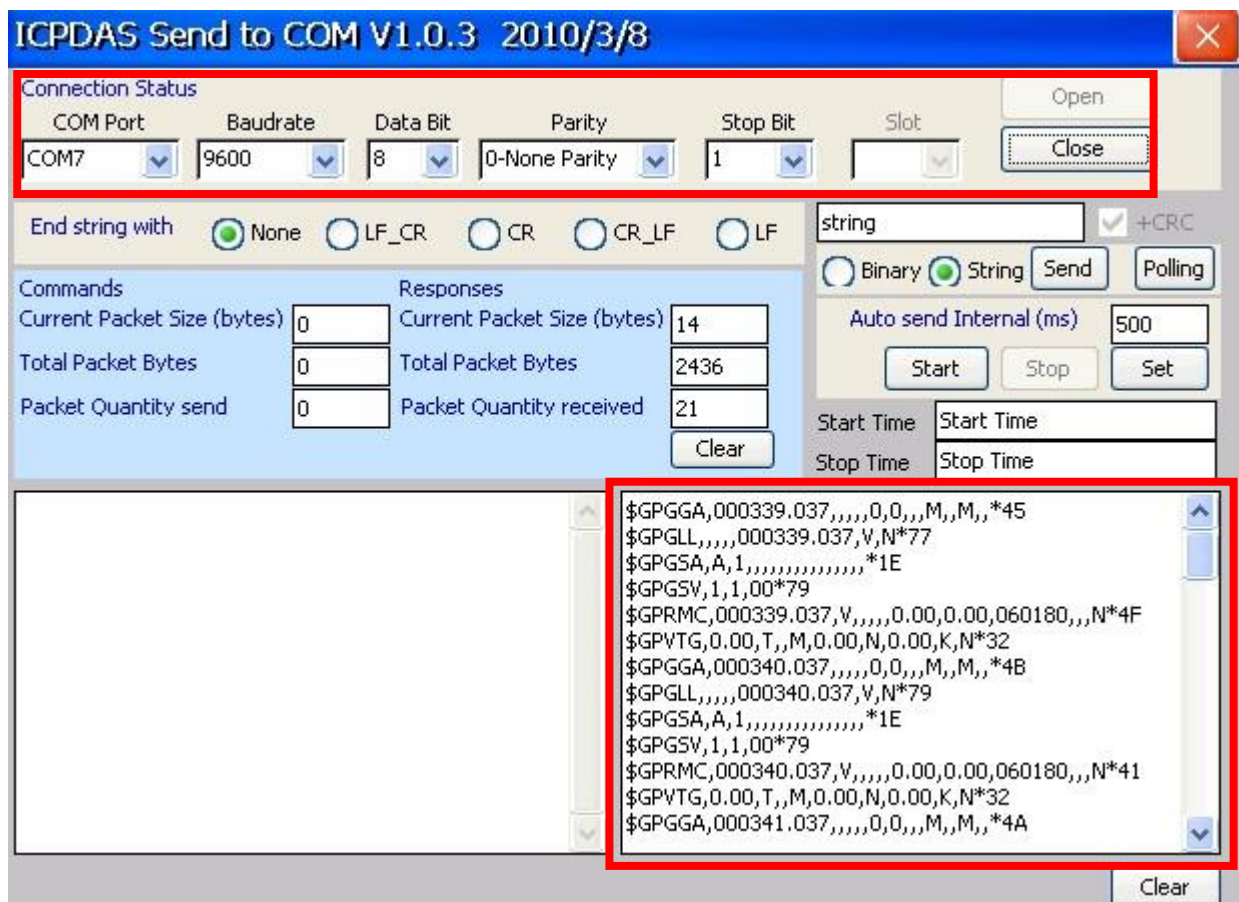 ICPDAS Send to COM V1.0.3 2010/3/8
Connection Status
COM Port Baudrate Data Bit Parity Stop Bit Slot Open
COM7 9600 8 0-None Parity 1 Close
End string with None LF_CR CR CR_LF LF
string +CRC
Binary String Send Polling
Commands Responses
Current Packet Size (bytes) 0 Current Packet Size (bytes) 14
Total Packet Bytes 0 Total Packet Bytes 2436
Packet Quantity send 0 Packet Quantity received 21
Clear
Auto send Internal (ms) 500
Start Stop Set
Start Time Start Time
Stop Time Stop Time
$GPGGA,000339.037,,,,,0,0,,,M,,M,,*45
$GPGLL,,,,,000339.037,V,N*77
$GPGSA,A,1,,,,,,,,,,,,,,,*1E
$GPGSV,1,1,00*79
$GPRMC,000339.037,V,,,,,0.00,0.00,060180,,,N*4F
$GPVTG,0.00,T,,M,0.00,N,0.00,K,N*32
$GPGGA,000340.037,,,,,0,0,,,M,,M,,*4B
$GPGLL,,,,,000340.037,V,N*79
$GPGSA,A,1,,,,,,,,,,,,,,,*1E
$GPGSV,1,1,00*79
$GPRMC,000340.037,V,,,,,0.00,0.00,060180,,,N*41
$GPVTG,0.00,T,,M,0.00,N,0.00,K,N*32
$GPGGA,000341.037,,,,,0,0,,,M,,M,,*4A
Clear